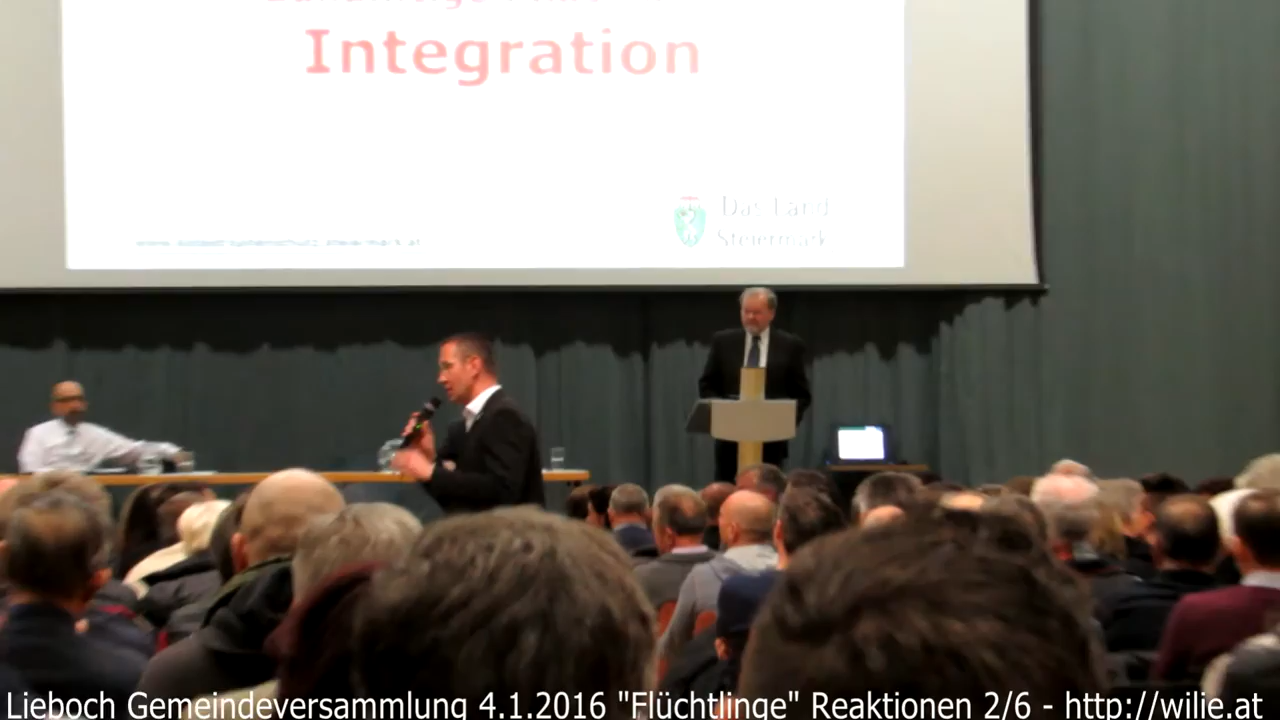 Integration
Das Land
Steiermark
Lieboch Gemeindeversammlung 4.1.2016 "Flüchtlinge" Reaktionen 2/6 - http://wilie.at